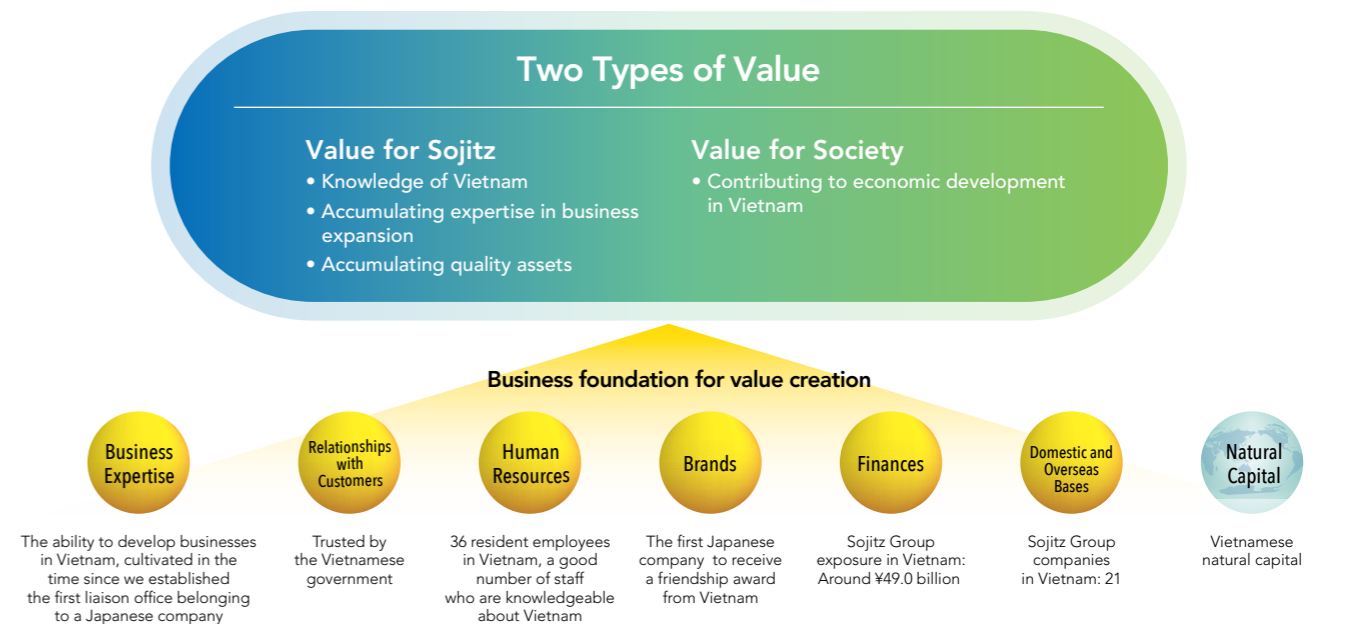 Two Types of Value
Value for Sojitz
• Knowledge of Vietnam
• Accumulating expertise in business
expansion
• Accumulating quality assets
Value for Society
• Contributing to economic development
in Vietnam
Business foundation for value creation
Business
Expertise
The ability to develop businesses
in Vietnam, cultivated in the
time since we established
the first liaison office belonging
to a Japanese company
Relationships
with
Customers
Trusted by
the Vietnamese
government
Human
Resources
36 resident employees
in Vietnam, a good
number of staff
who are knowledgeable
about Vietnam
Brands
The first Japanese
company to receive
a friendship award
from Vietnam
Finances
Sojitz Group
exposure in Vietnam:
Around ¥49.0 billion
Domestic and
Overseas
Bases
Sojitz Group
companies
in Vietnam: 21
Natural
Capital
Vietnamese
natural capital